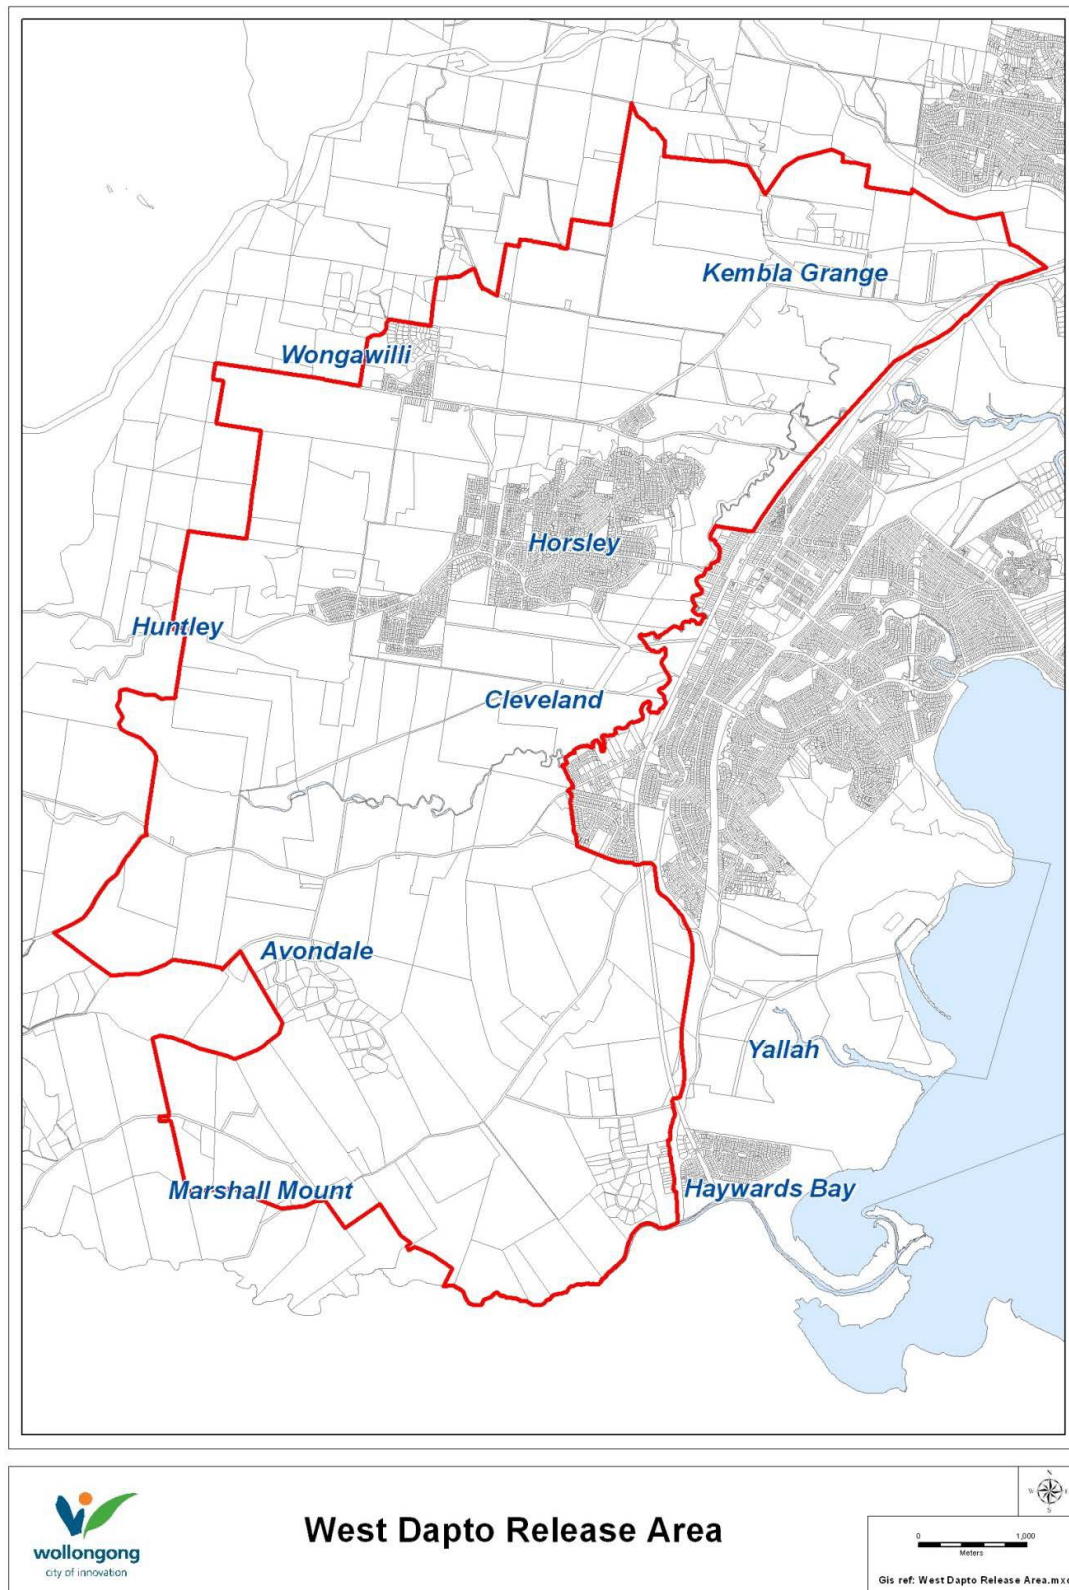 Kembla Grange
Wongawilli
Horsley
Huntley
Cleveland
Avondale
Yallah
Marshall Mount
Haywards Bay
wollongong
city of innovation
West Dapto Release Area
N
W
S
0 1,000
Meters
Gis ref: West Dapto Release Area.mx